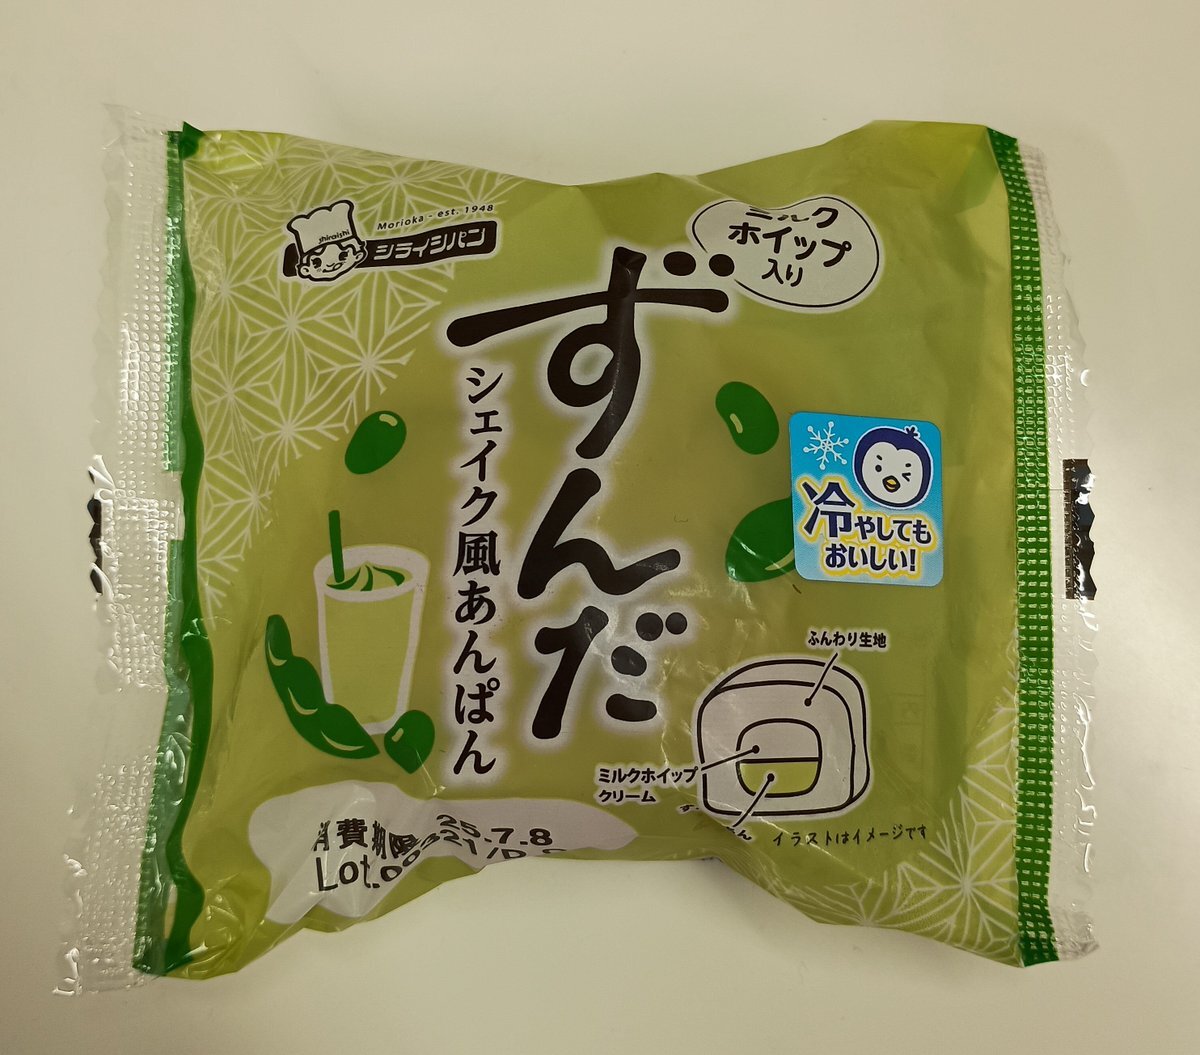 Morioka - est. 1948
shiraishi
シライシパン
ミルク
ホイップ
入り
ずんだ
シェイク風あんぱん
冷やしても
おいしい!
ふんわり生地
ミルクホイップ
クリーム
イラストはイメージです
消費期限 25.7.8
Lot.